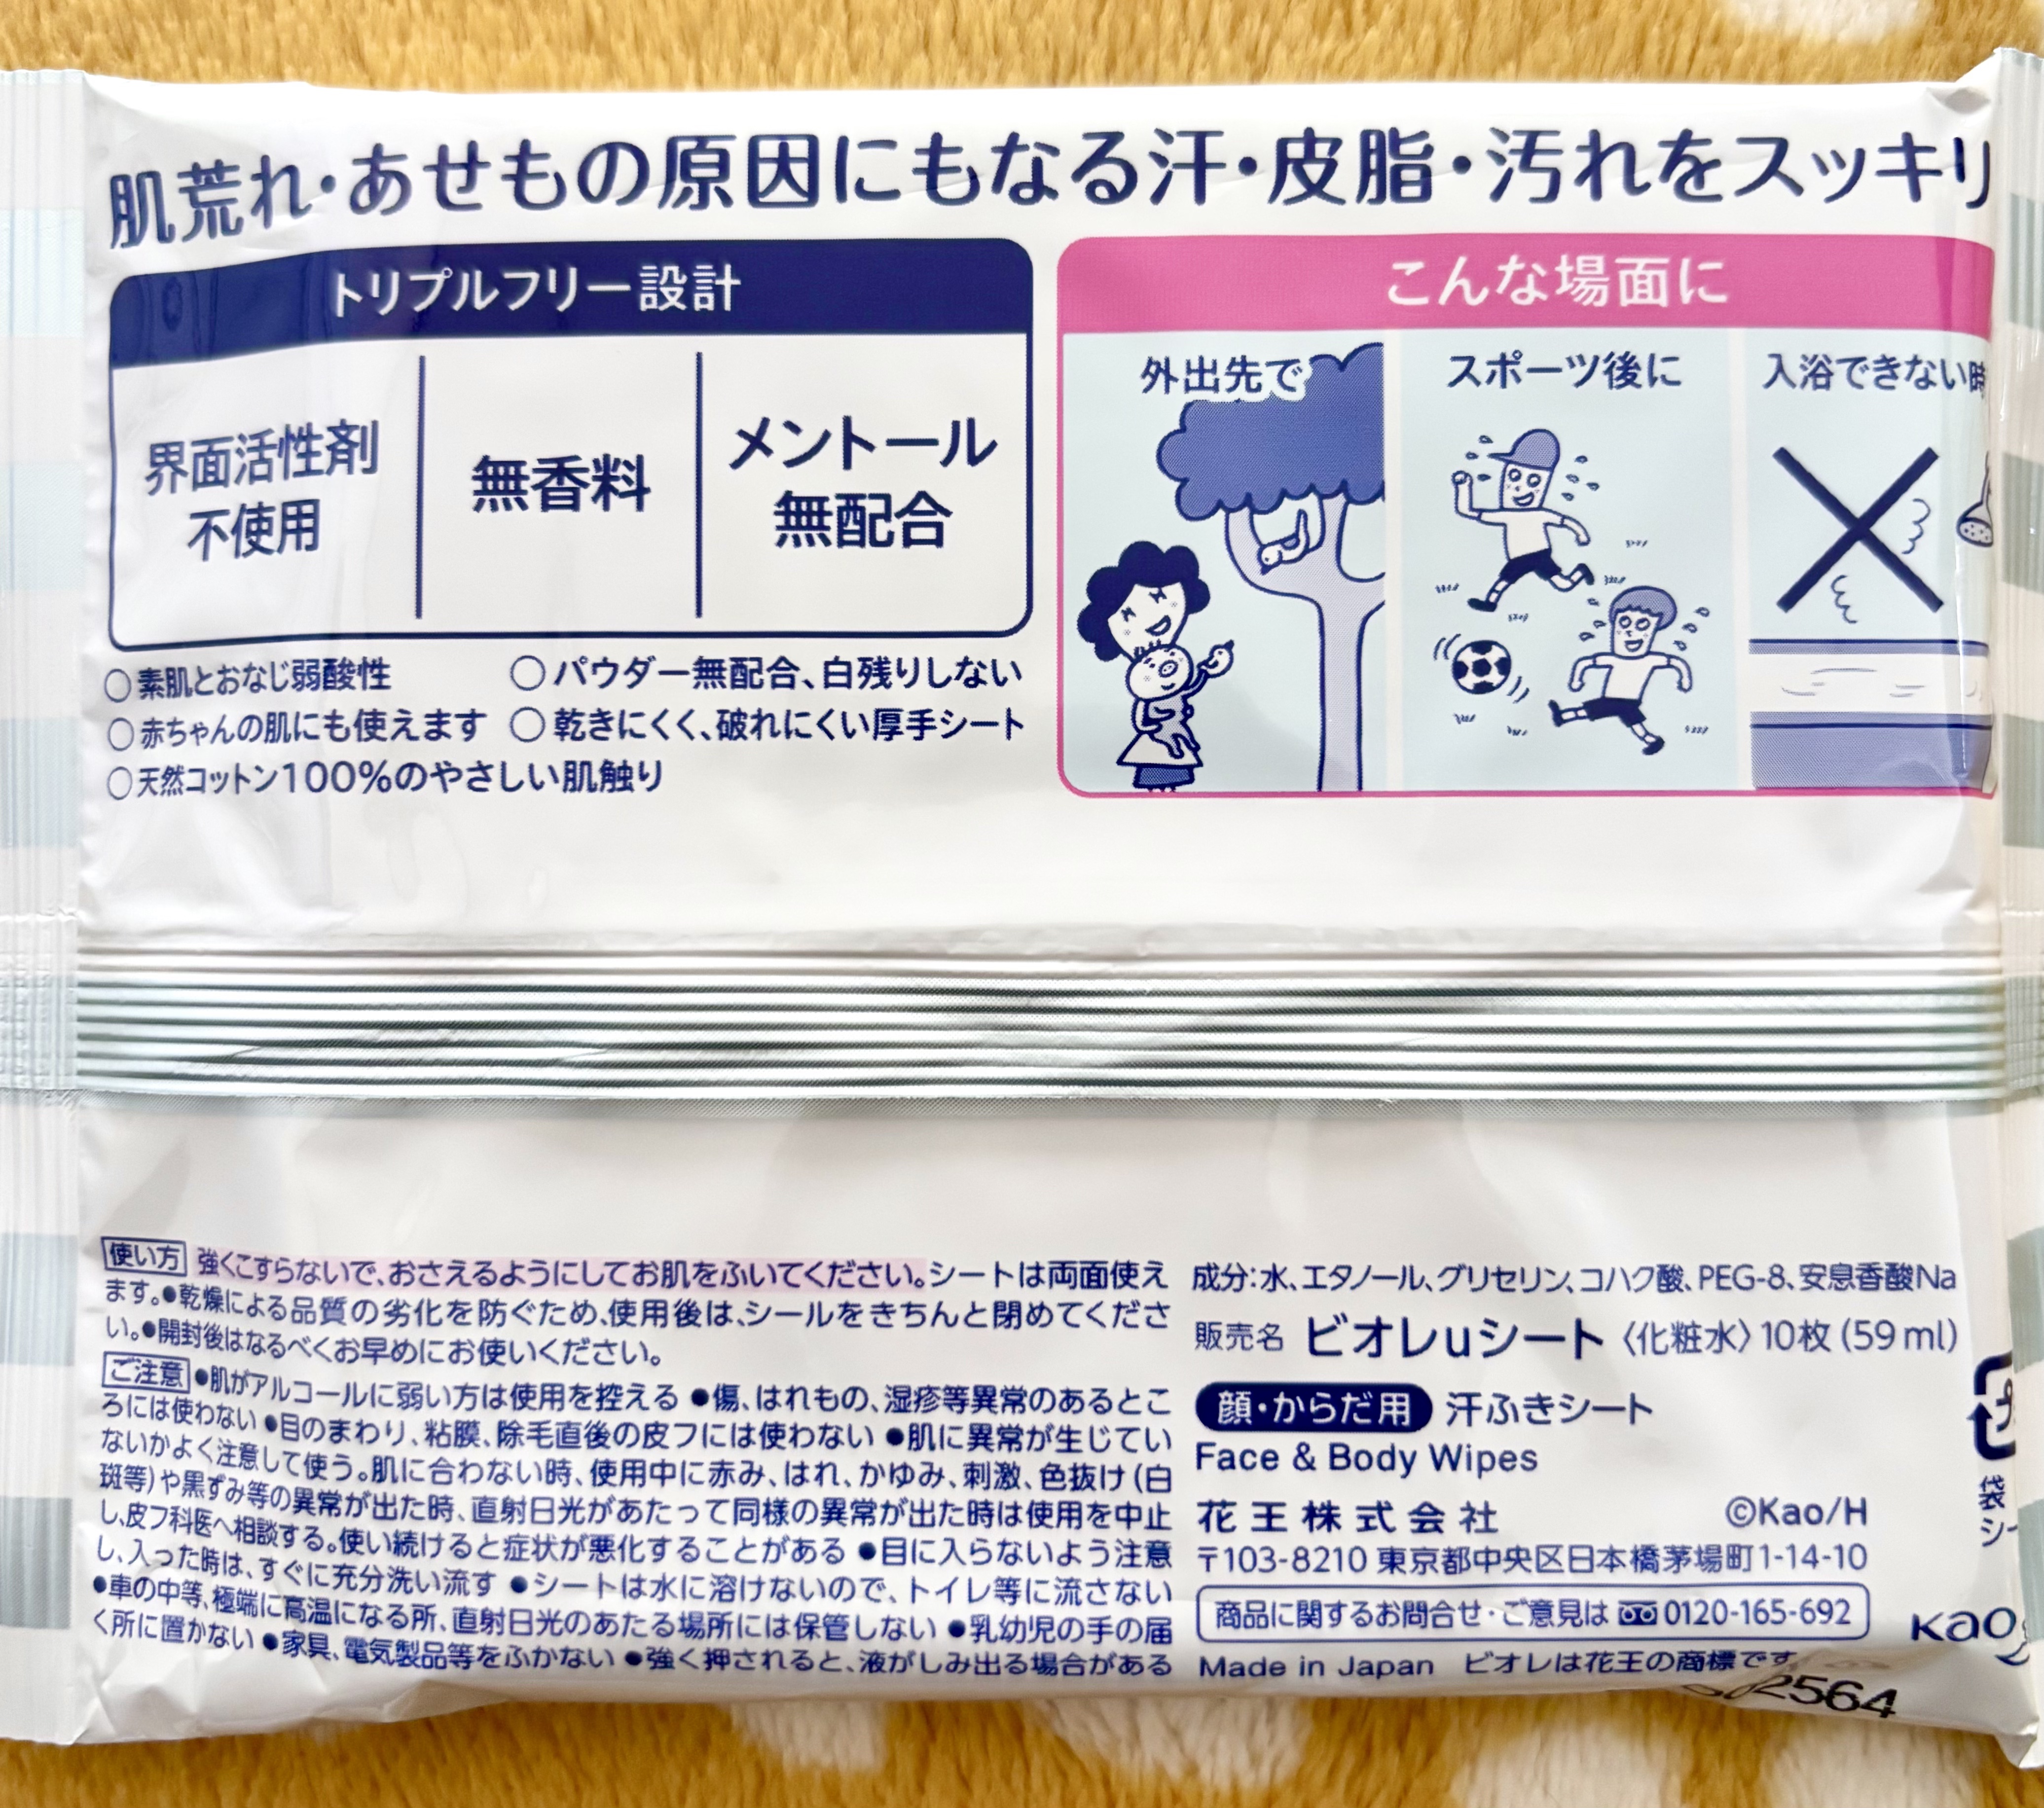 肌荒れ・あせもの原因にもなる汗・皮脂・汚れをスッキリ
トリプルフリー設計
界面活性剤
不使用
無香料
メントール
無配合
○素肌とおなじ弱酸性
○パウダー無配合、白残りしない
○赤ちゃんの肌にも使えます
○乾きにくく、破れにくい厚手シート
○天然コットン100%のやさしい肌触り
こんな場面に
外出先で
スポーツ後に
入浴できない時
使い方 強くこすらないで、おさえるようにしてお肌をふいてください。シートは両面使え
ます。●乾燥による品質の劣化を防ぐため、使用後は、シールをきちんと閉めてくださ
い。●開封後はなるべくお早めにお使いください。
ご注意 ●肌がアルコールに弱い方は使用を控える ●傷、はれもの、湿疹等異常のあるとこ
ろには使わない ●目のまわり、粘膜、除毛直後の皮フには使わない ●肌に異常が生じてい
ないかよく注意して使う。肌に合わない時、使用中に赤み、はれ、かゆみ、刺激、色抜け(白
斑等)や黒ずみ等の異常が出た時、直射日光があたって同様の異常が出た時は使用を中止
し、皮フ科医へ相談する。使い続けると症状が悪化することがある ●目に入らないよう注意
し、入った時は、すぐに充分洗い流す ●シートは水に溶けないので、トイレ等に流さない
●車の中等、極端に高温になる所、直射日光のあたる場所には保管しない ●乳幼児の手の届
く所に置かない ●家具、電気製品等をふかない ●強く押されると、液がしみ出る場合がある
成分:水、エタノール、グリセリン、コハク酸、PEG-8、安息香酸Na
販売名 ビオレuシート〈化粧水〉10枚(59ml)
顔・からだ用 汗ふきシート
Face & Body Wipes
花王株式会社 ©Kao/H
〒103-8210 東京都中央区日本橋茅場町1-14-10
商品に関するお問合せ・ご意見は 0120-165-692
Made in Japan ビオレは花王の商標です
2564
袋
シ
Kao